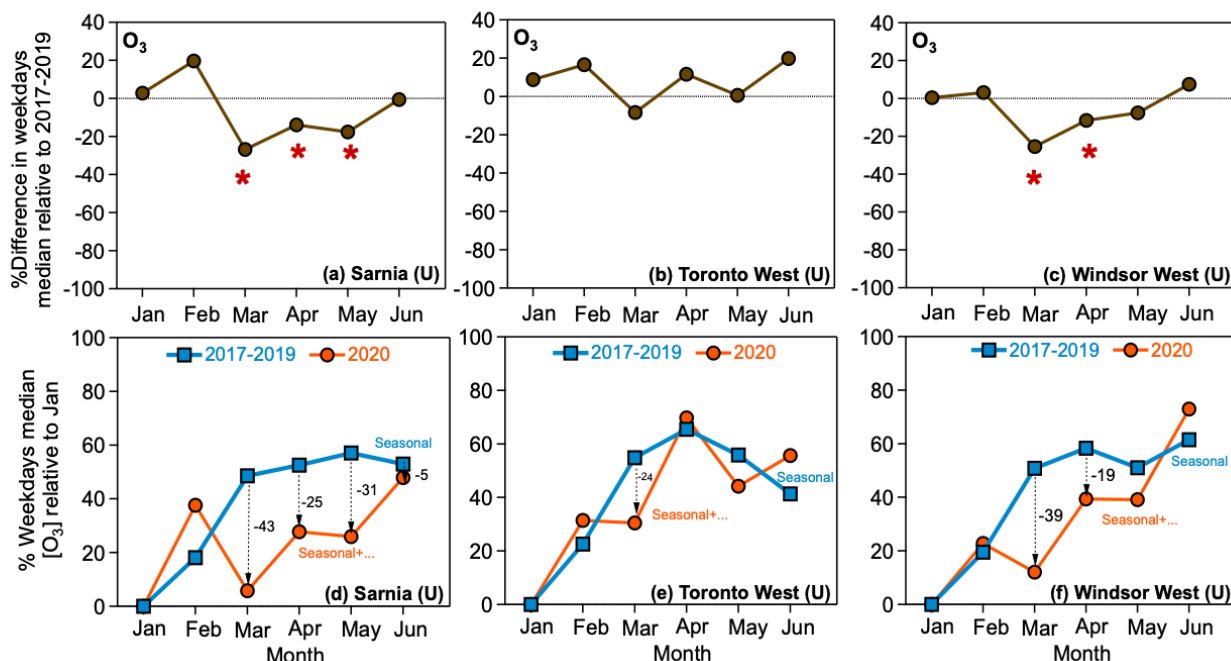 %Difference in weekdays
median relative to 2017-2019
40
20
0
-20
-40
-60
-80
-100
O3
*
*
*
(a) Sarnia (U)
Jan Feb Mar Apr May Jun
40
20
0
-20
-40
-60
-80
-100
O3
(b) Toronto West (U)
Jan Feb Mar Apr May Jun
40
20
0
-20
-40
-60
-80
-100
O3
*
*
(c) Windsor West (U)
Jan Feb Mar Apr May Jun
% Weekdays median
[O3] relative to Jan
100
80
60
40
20
0
2017-2019 2020
Seasonal
-5
-25
-31
-43
Seasonal+...
(d) Sarnia (U)
Jan Feb Mar Apr May Jun
Month
100
80
60
40
20
0
2017-2019 2020
-24
Seasonal
Seasonal+...
(e) Toronto West (U)
Jan Feb Mar Apr May Jun
Month
100
80
60
40
20
0
2017-2019 2020
Seasonal
-19
-39
Seasonal+...
(f) Windsor West (U)
Jan Feb Mar Apr May Jun
Month